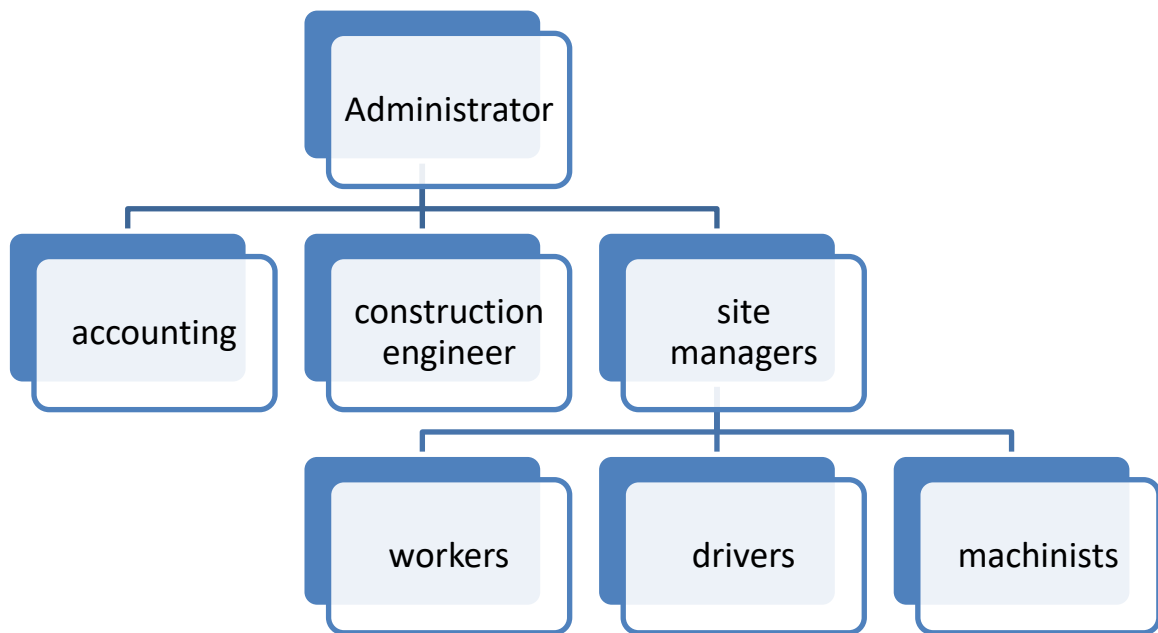 Administrator
accounting
construction
engineer
site
managers
workers
drivers
machinists